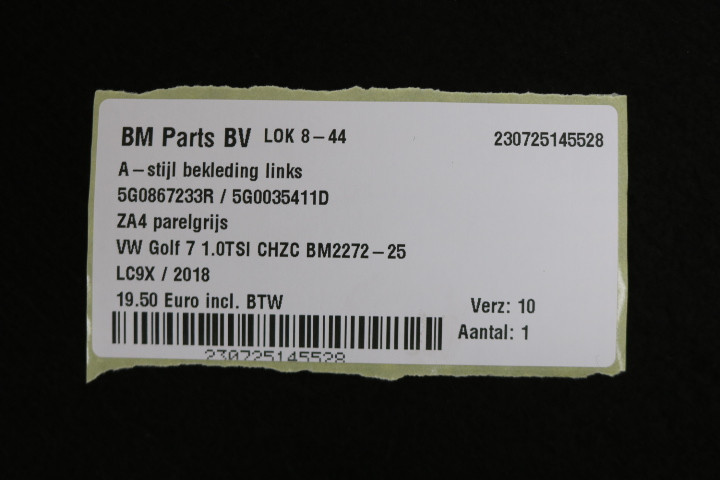 BM Parts BV LOK 8-44 230725145528
A-stijl bekleding links
5G0867233R / 5G0035411D
ZA4 parelgrijs
VW Golf 7 1.0TSI CHZC BM2272-25
LC9X / 2018
19.50 Euro incl. BTW Verz: 10
Aantal: 1
230725145528